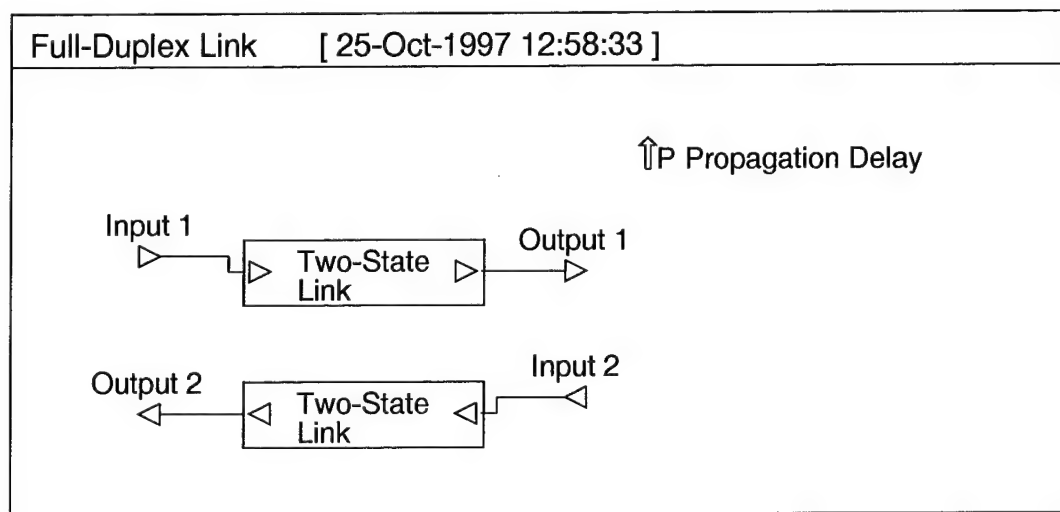 Full-Duplex Link [ 25-Oct-1997 12:58:33 ]
⇑P Propagation Delay
Input 1
Output 1
Two-State
Link
Input 2
Output 2
Two-State
Link